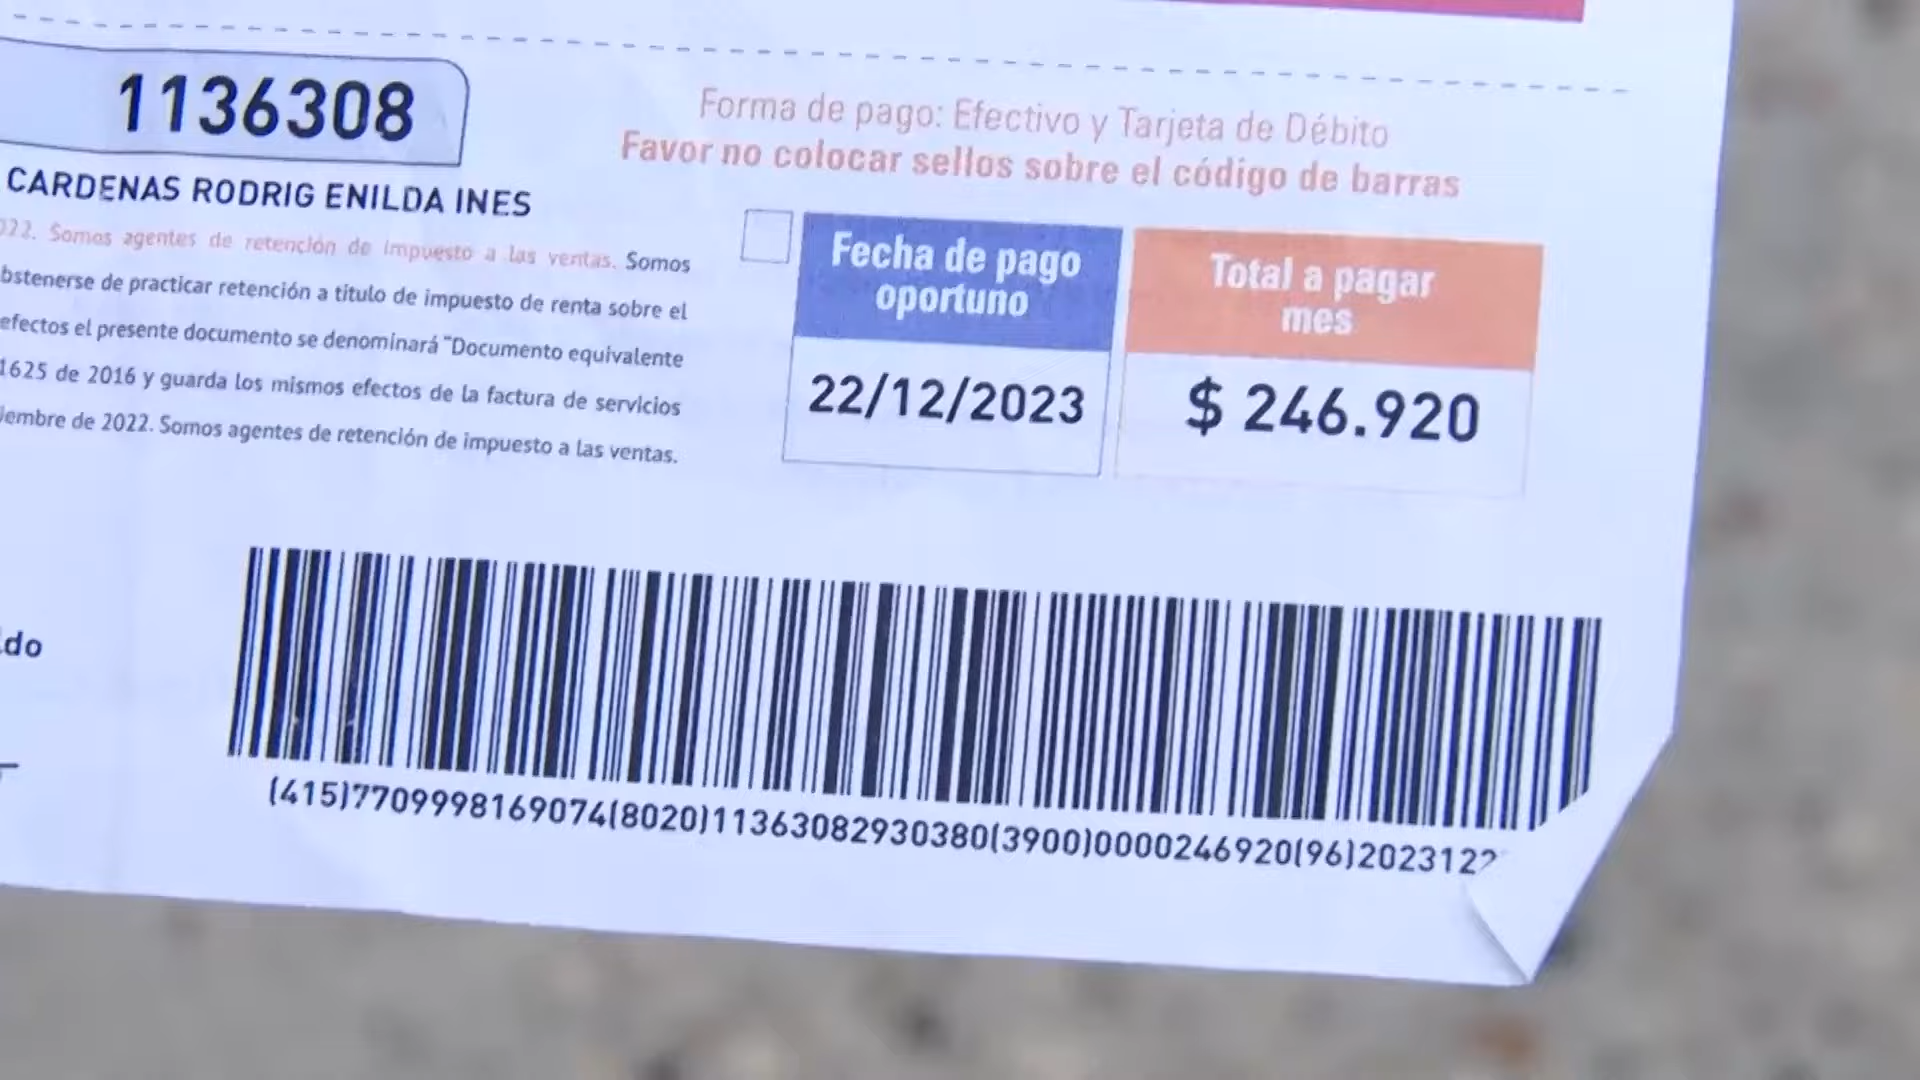 1136308
CARDENAS RODRIG ENILDA INES
022. Somos agentes de retención de impuesto a las ventas. Somos
bstenerse de practicar retención a titulo de impuesto de renta sobre el
efectos el presente documento se denominará "Documento equivalente
1625 de 2016 y guarda los mismos efectos de la factura de servicios
iembre de 2022. Somos agentes de retención de impuesto a las ventas.
Forma de pago: Efectivo y Tarjeta de Débito
Favor no colocar sellos sobre el código de barras
Fecha de pago
oportuno
22/12/2023
Total a pagar
mes
$ 246.920
do
(415)7709998169074(8020)11363082930380(3900)0000246920(96)2023122